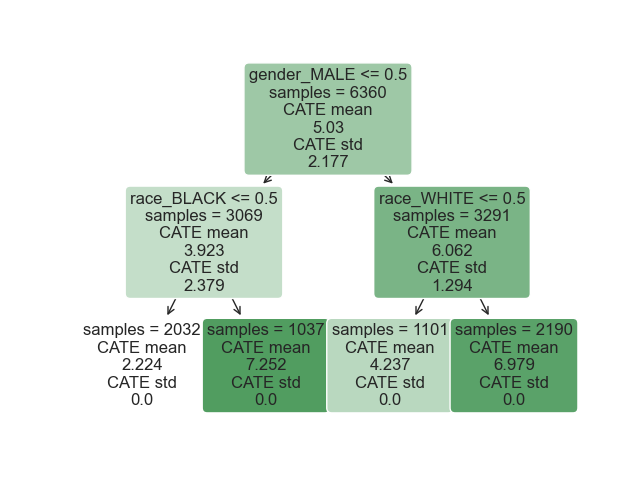 gender_MALE <= 0.5
samples = 6360
CATE mean
5.03
CATE std
2.177
race_BLACK <= 0.5
samples = 3069
CATE mean
3.923
CATE std
2.379
race_WHITE <= 0.5
samples = 3291
CATE mean
6.062
CATE std
1.294
samples = 2032
CATE mean
2.224
CATE std
0.0
samples = 1037
CATE mean
7.252
CATE std
0.0
samples = 1101
CATE mean
4.237
CATE std
0.0
samples = 2190
CATE mean
6.979
CATE std
0.0